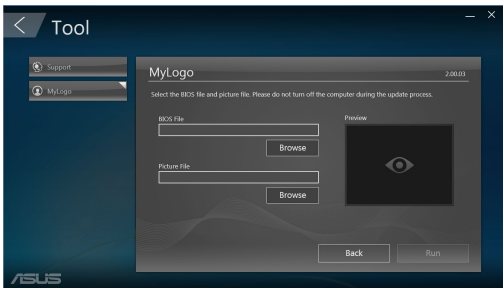 Tool
Support
MyLogo
MyLogo
2.00.03
Select the BIOS file and picture file. Please do not turn off the computer during the update process.
BIOS File
Browse
Picture File
Browse
Preview
Back
Run
ASUS